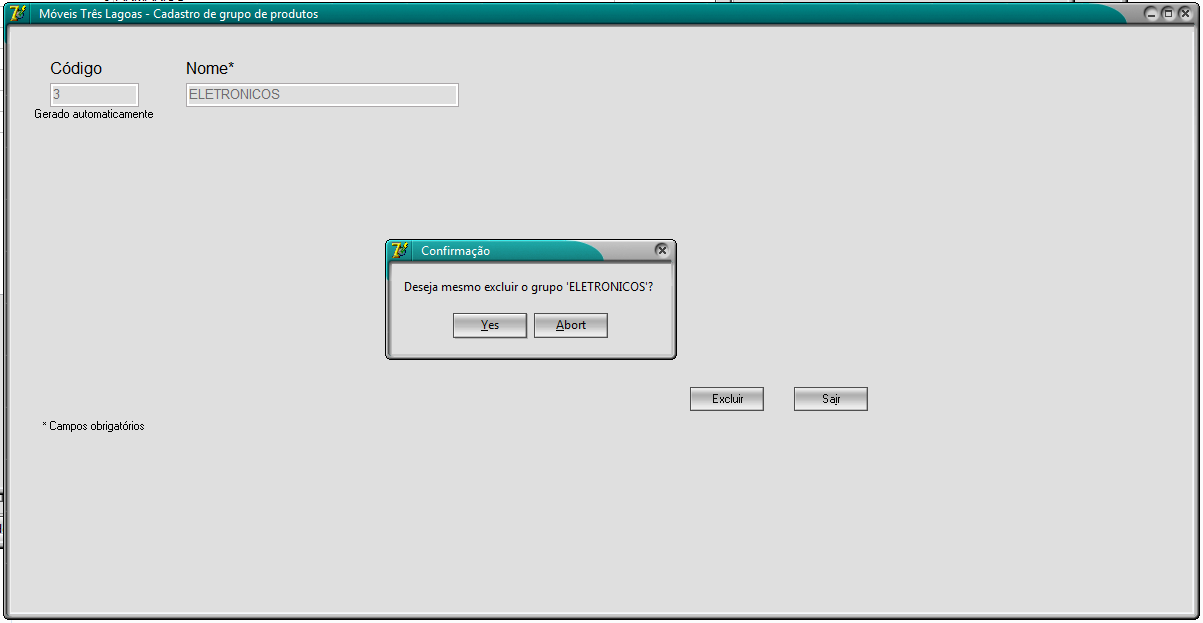 Móveis Três Lagoas - Cadastro de grupo de produtos
Código
Nome*
3
ELETRONICOS
Gerado automaticamente
Confirmação
Deseja mesmo excluir o grupo 'ELETRONICOS'?
Yes
Abort
Excluir
Sair
* Campos obrigatórios